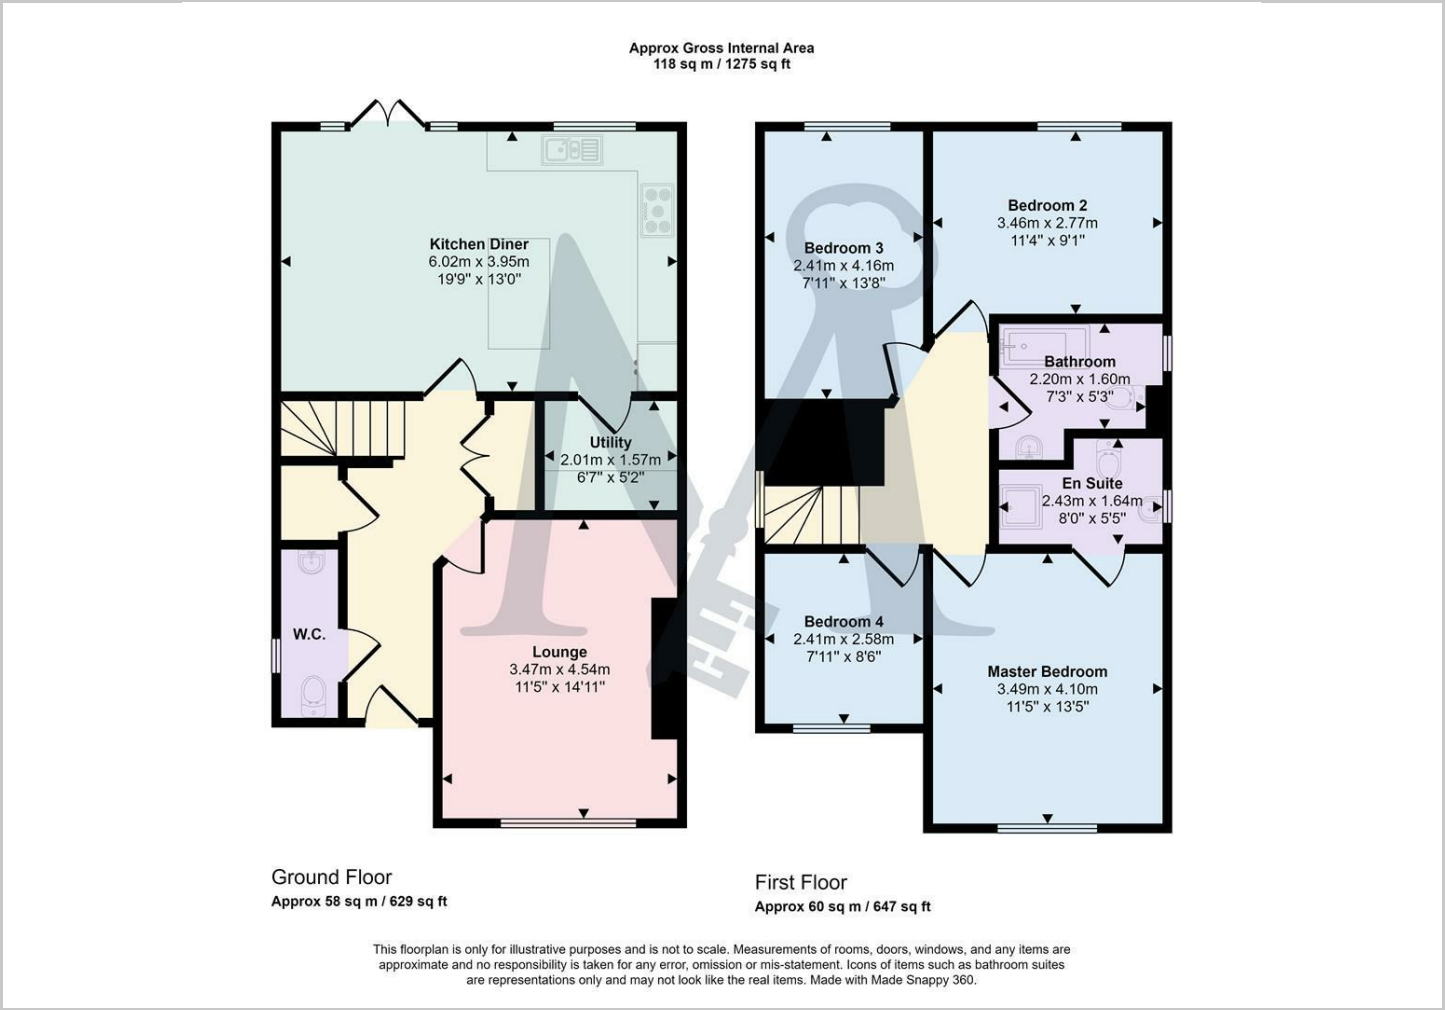 Approx Gross Internal Area
118 sq m / 1275 sq ft
Kitchen Diner
6.02m x 3.95m
19'9" x 13'0"
Utility
2.01m x 1.57m
6'7" x 5'2"
W.C.
Lounge
3.47m x 4.54m
11'5" x 14'11"
Ground Floor
Approx 58 sq m / 629 sq ft
Bedroom 3
2.41m x 4.16m
7'11" x 13'8"
Bedroom 2
3.46m x 2.77m
11'4" x 9'1"
Bathroom
2.20m x 1.60m
7'3" x 5'3"
En Suite
2.43m x 1.64m
8'0" x 5'5"
Bedroom 4
2.41m x 2.58m
7'11" x 8'6"
Master Bedroom
3.49m x 4.10m
11'5" x 13'5"
First Floor
Approx 60 sq m / 647 sq ft
This floorplan is only for illustrative purposes and is not to scale. Measurements of rooms, doors, windows, and any items are
approximate and no responsibility is taken for any error, omission or mis-statement. Icons of items such as bathroom suites
are representations only and may not look like the real items. Made with Made Snappy 360.